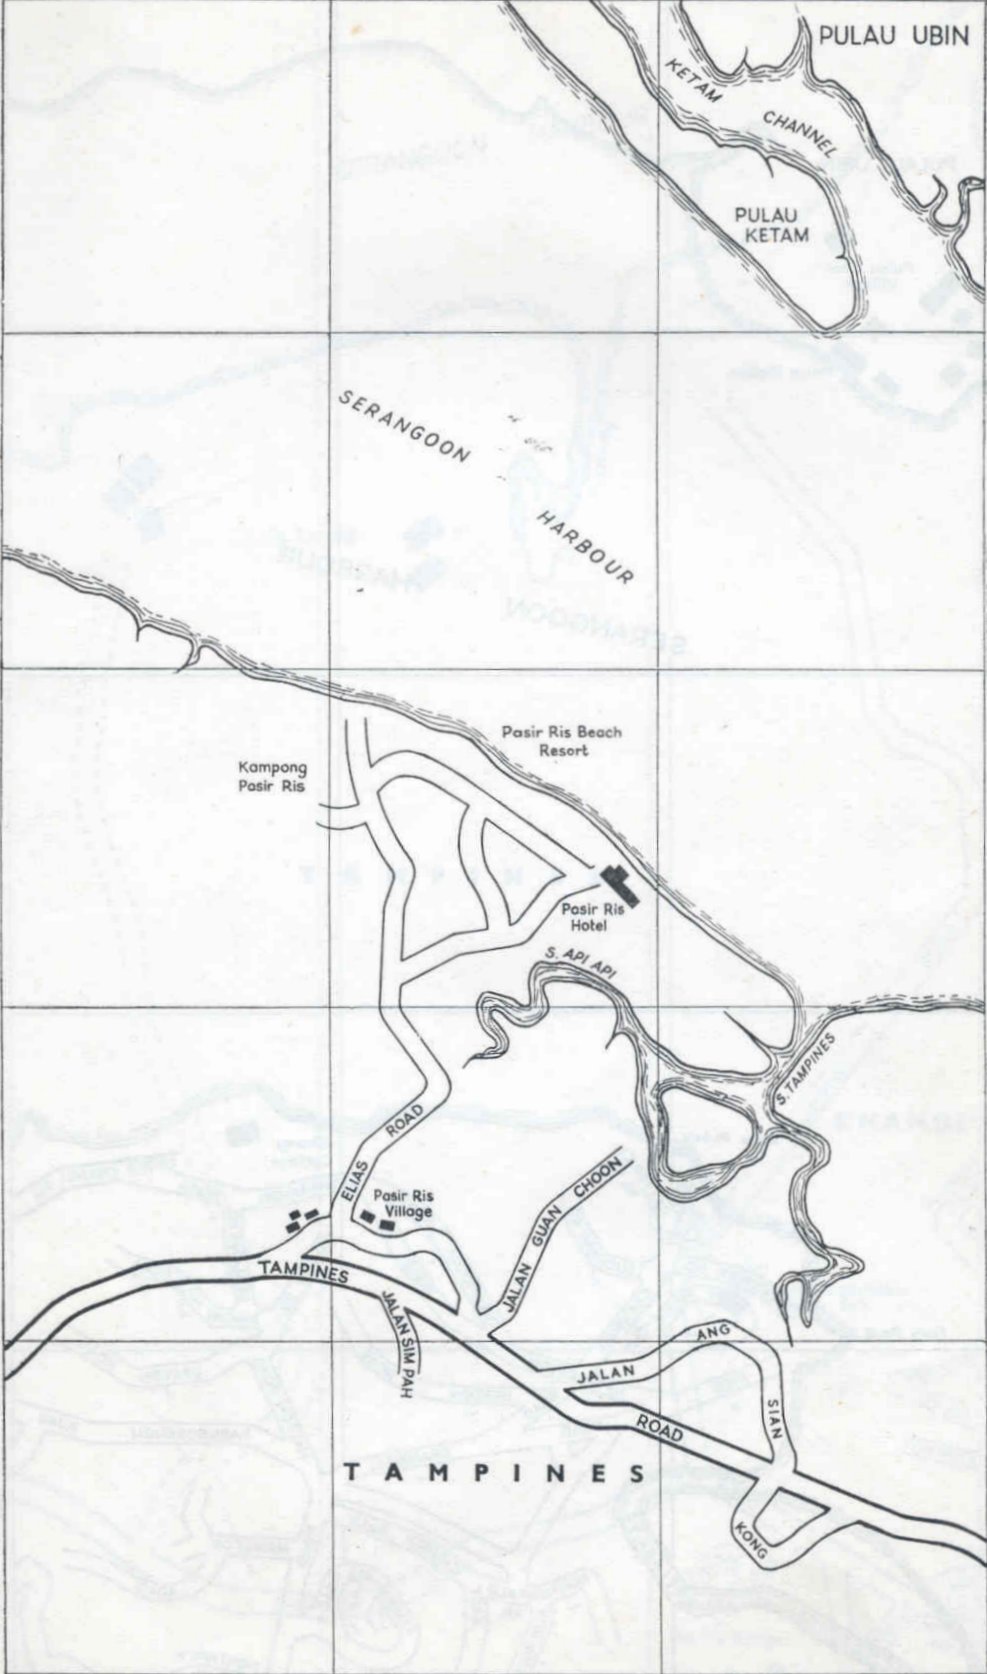 PULAU UBIN
KETAM
CHANNEL
PULAU
KETAM
SERANGOON
HARBOUR
Pasir Ris Beach
Resort
Kampong
Pasir Ris
Pasir Ris
Hotel
S. API API
S. TAMPINES
ROAD
ELIAS
Pasir Ris
Village
JALAN GUAN CHOON
TAMPINES
JALAN SIM PAH
JALAN
ANG
SIAN
ROAD
TAMPINES
KONG